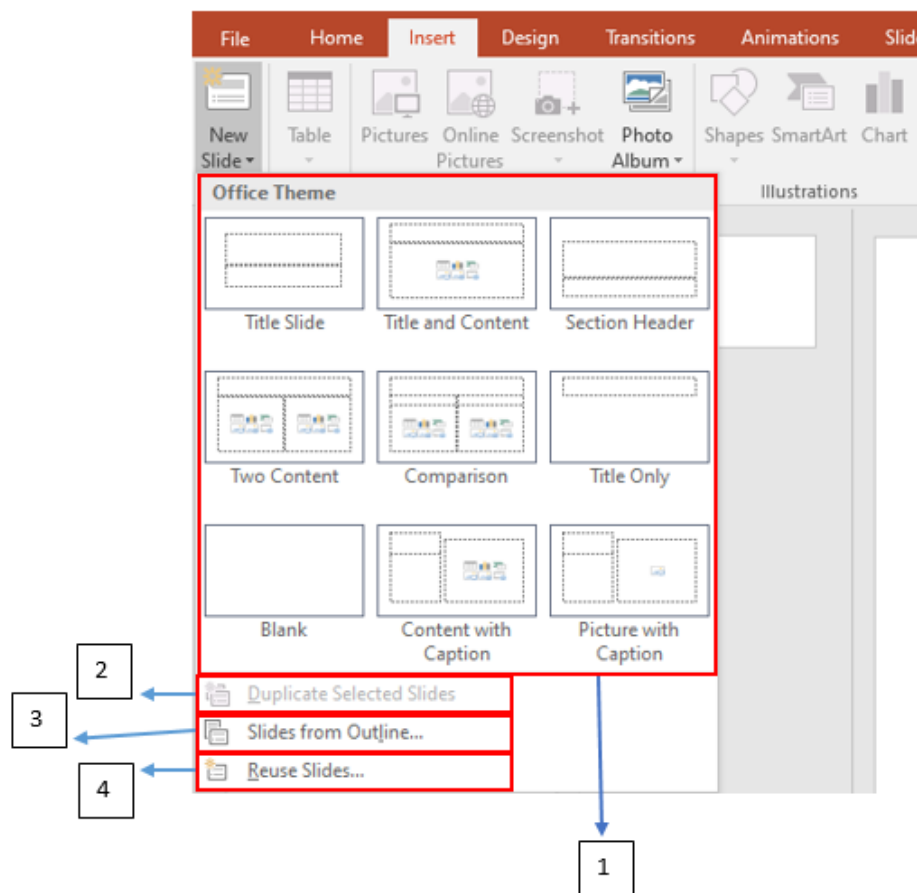 File Home Insert Design Transitions Animations Slid
New Slide Table Pictures Online Pictures Screenshot Photo Album Shapes SmartArt Chart
Illustrations
Office Theme
Title Slide Title and Content Section Header
Two Content Comparison Title Only
Blank Content with Caption Picture with Caption
2 Duplicate Selected Slides
3 Slides from Outline...
4 Reuse Slides...
1